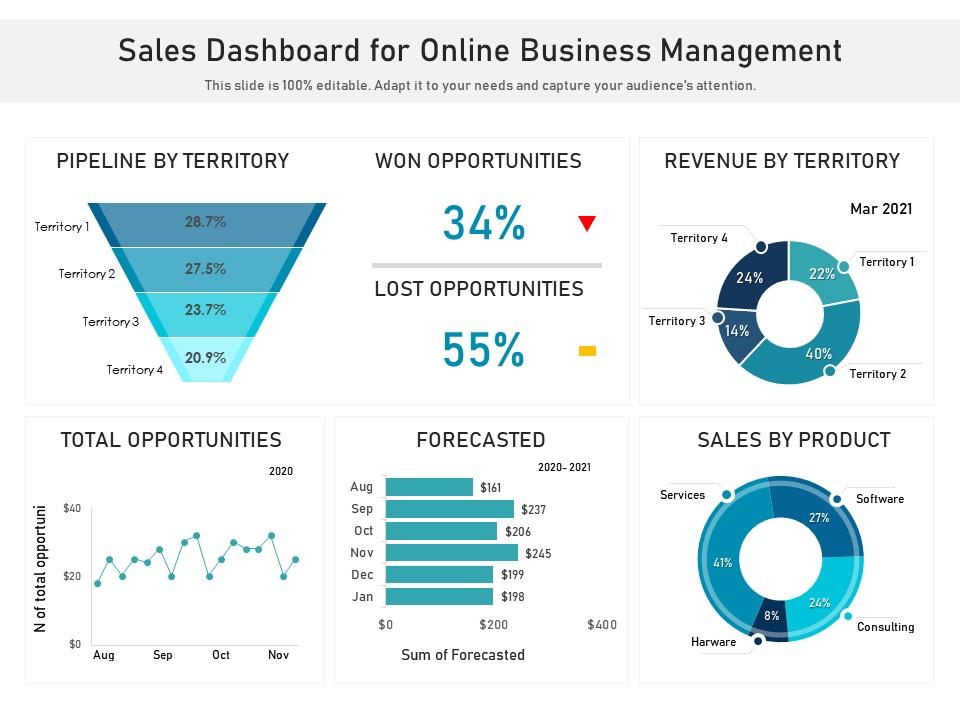 Sales Dashboard for Online Business Management
This slide is 100% editable. Adapt it to your needs and capture your audience's attention.
PIPELINE BY TERRITORY
Territory 1
28.7%
Territory 2
27.5%
Territory 3
23.7%
Territory 4
20.9%
WON OPPORTUNITIES
34%
LOST OPPORTUNITIES
55%
REVENUE BY TERRITORY
Mar 2021
Territory 4
Territory 1
24%
22%
Territory 3
14%
40%
Territory 2
TOTAL OPPORTUNITIES
2020
N of total opportuni
$40
$20
$0
Aug Sep Oct Nov
FORECASTED
2020- 2021
Aug $161
Sep $237
Oct $206
Nov $245
Dec $199
Jan $198
$0 $200 $400
Sum of Forecasted
SALES BY PRODUCT
Services
Software
27%
41%
24%
8%
Consulting
Harware